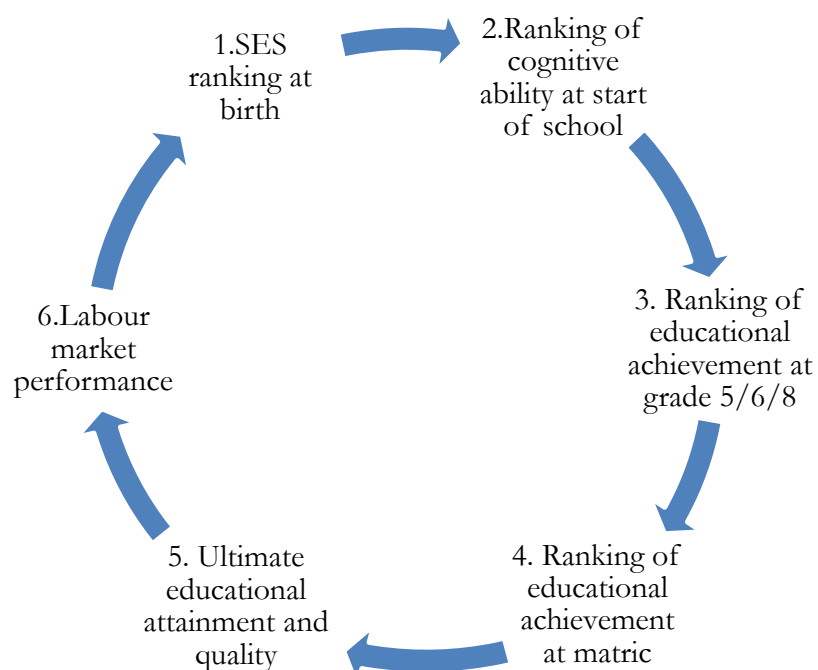 1.SES
ranking at
birth
2.Ranking of
cognitive
ability at start
of school
3. Ranking of
educational
achievement at
grade 5/6/8
4. Ranking of
educational
achievement
at matric
5. Ultimate
educational
attainment and
quality
6.Labour
market
performance